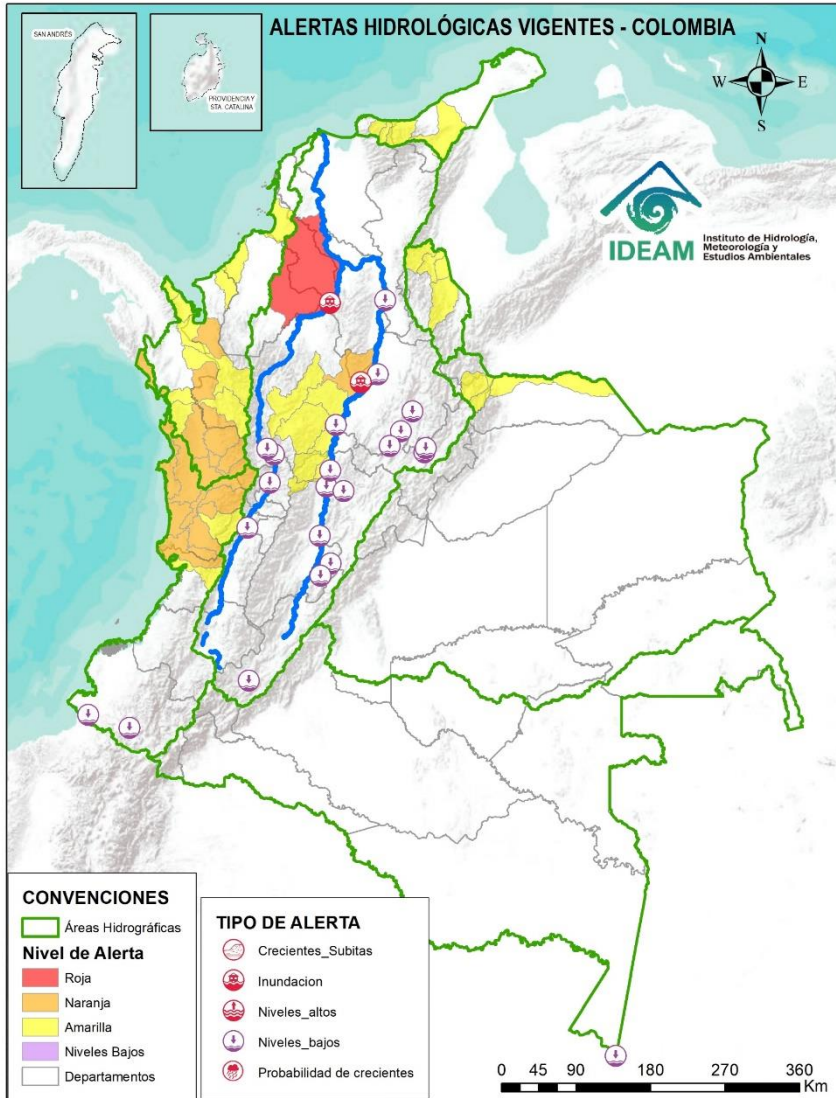 ALERTAS HIDROLÓGICAS VIGENTES - COLOMBIA
SAN ANDRÉS
PROVIDENCIA Y
STA. CATALINA
N
W
E
S
IDEAM
Instituto de Hidrología,
Meteorología y
Estudios Ambientales
CONVENCIONES
Áreas Hidrográficas
Nivel de Alerta
Roja
Naranja
Amarilla
Niveles Bajos
Departamentos
TIPO DE ALERTA
Crecientes_Subitas
Inundacion
Niveles_altos
Niveles_bajos
Probabilidad de crecientes
0 45 90 180 270 360
Km